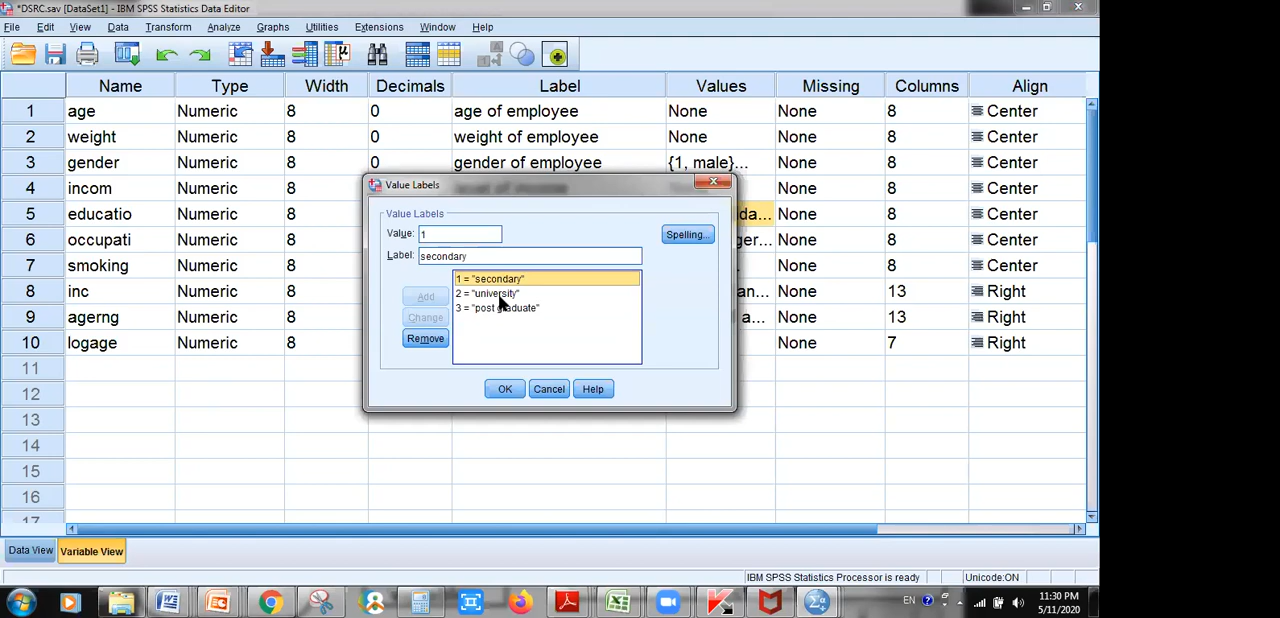 *DSRC.sav [DataSet1] - IBM SPSS Statistics Data Editor
File Edit View Data Transform Analyze Graphs Utilities Extensions Window Help
Name Type Width Decimals Label Values Missing Columns Align
1 age Numeric 8 0 age of employee None None 8 Center
2 weight Numeric 8 0 weight of employee None None 8 Center
3 gender Numeric 8 0 gender of employee {1, male}... None 8 Center
4 incom Numeric 8 None 8 Center
5 educatio Numeric 8 da... None 8 Center
6 occupati Numeric 8 ger... None 8 Center
7 smoking Numeric 8 None 8 Center
8 inc Numeric 8 an... None 13 Right
9 agerng Numeric 8 a... None 13 Right
10 logage Numeric 8 None 7 Right
11
12
13
14
15
16
17
Value Labels
Value Labels
Value: 1
Spelling...
Label: secondary
1 = "secondary"
2 = "university"
3 = "post graduate"
Add
Change
Remove
OK Cancel Help
Data View Variable View
IBM SPSS Statistics Processor is ready Unicode:ON
EN
11:30 PM
5/11/2020